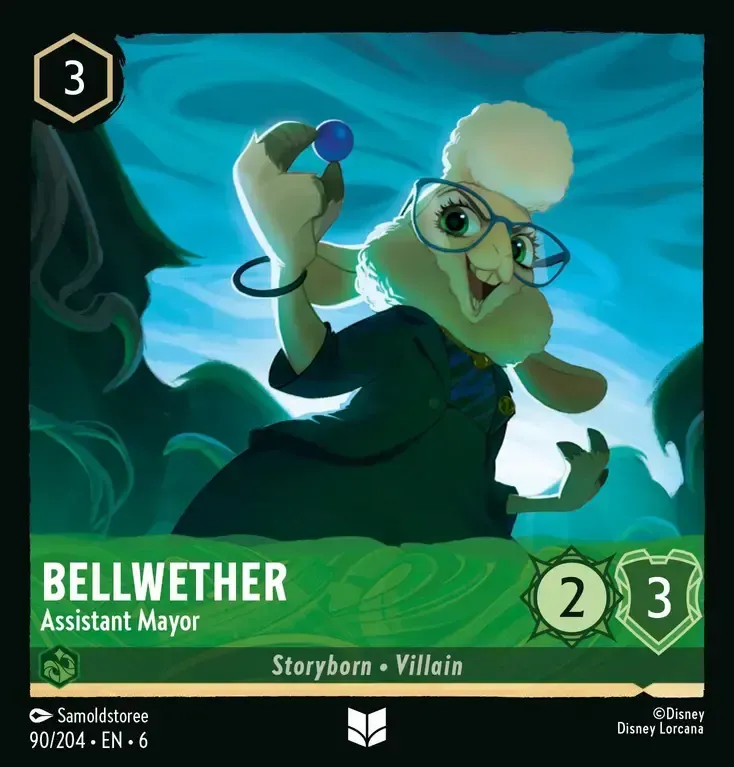 3
BELLWETHER
Assistant Mayor
2
3
Storyborn • Villain
Samoldstoree
©Disney
90/204 • EN • 6
Disney Lorcana